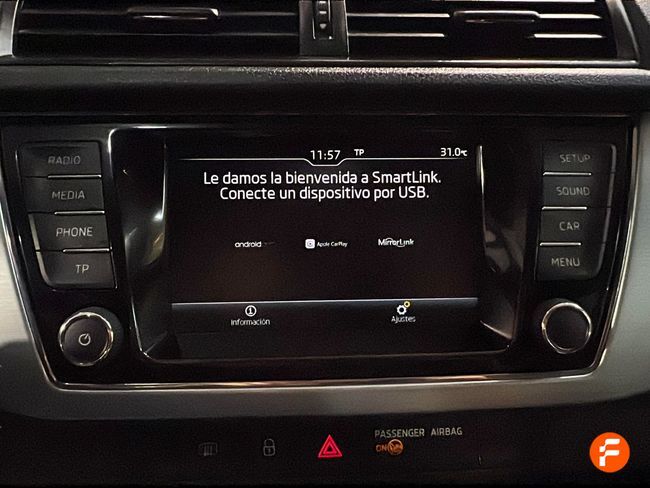 11:57 TP 31.0℃
RADIO
MEDIA
PHONE
TP
Le damos la bienvenida a SmartLink.
Conecte un dispositivo por USB.
android
Apple CarPlay
MirrorLink
Información
Ajustes
SETUP
SOUND
CAR
MENU
PASSENGER AIRBAG
ON